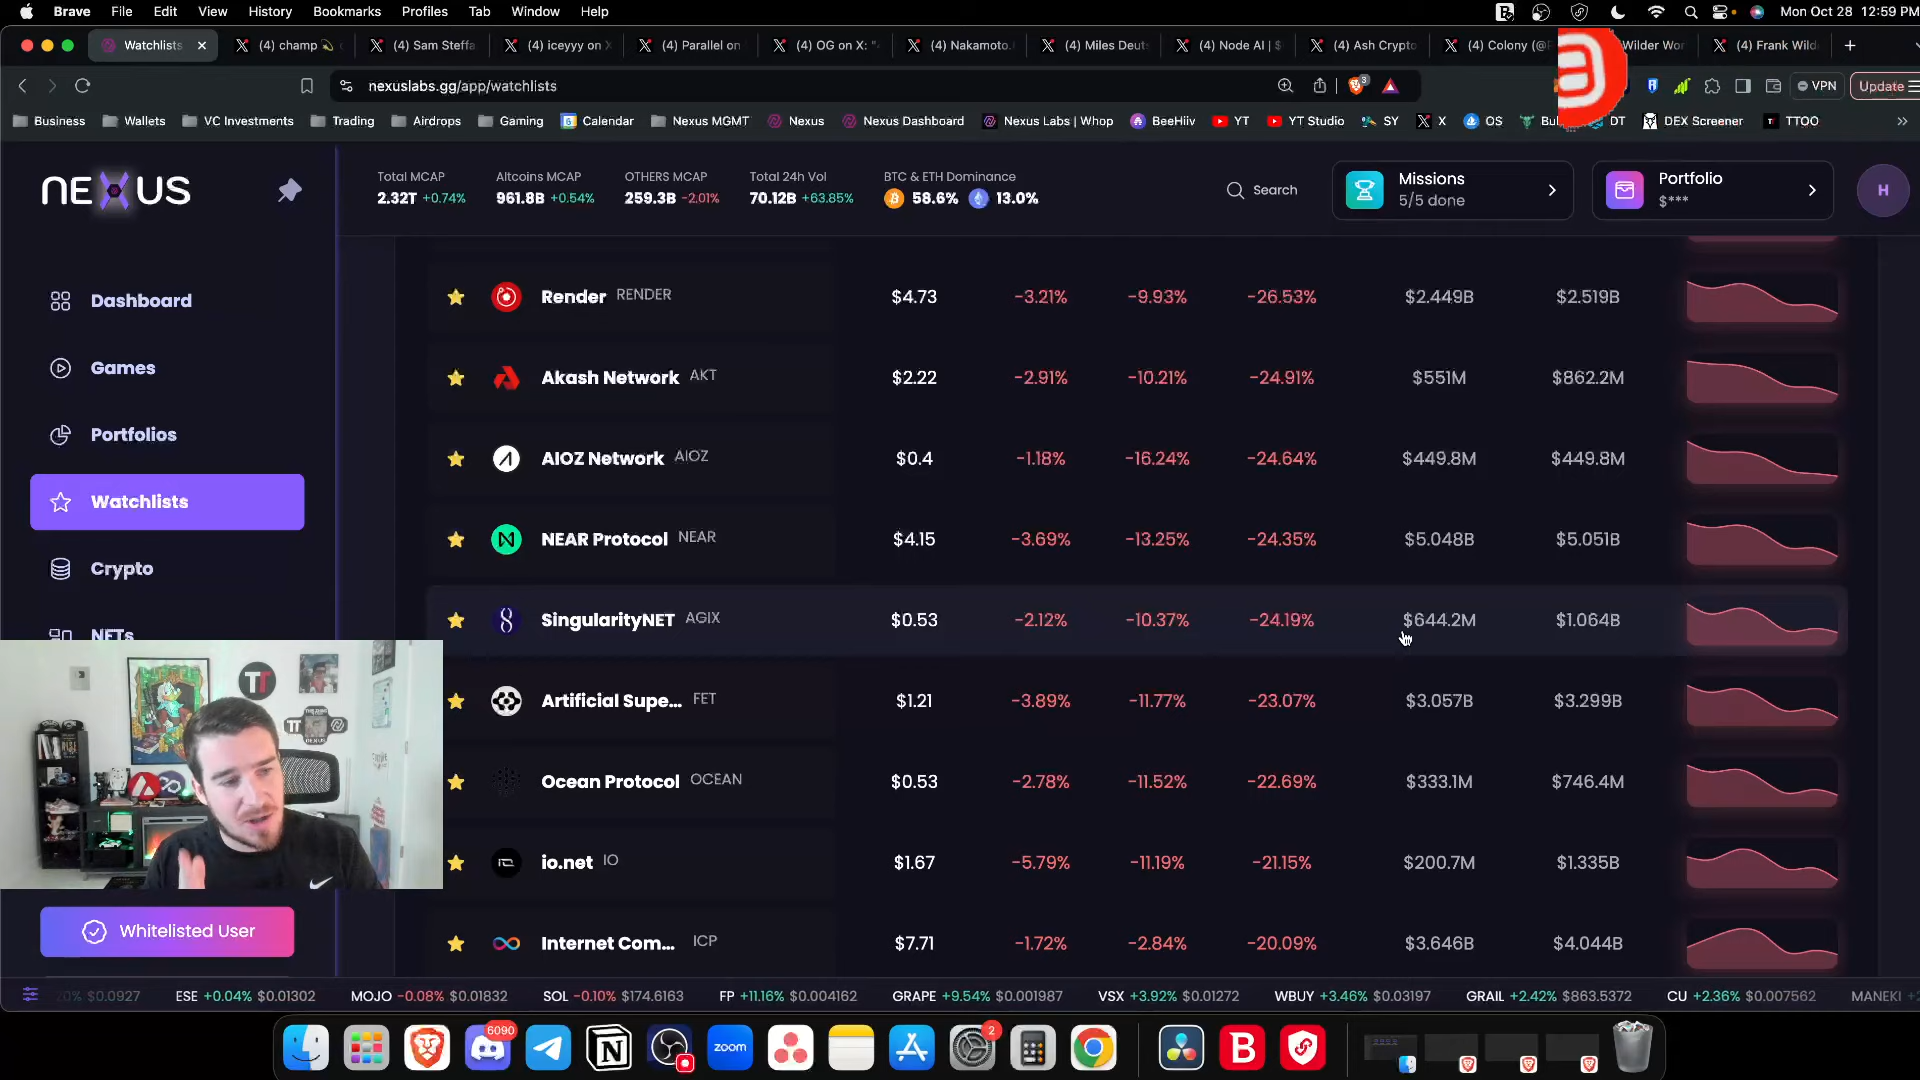 Brave File Edit View History Bookmarks Profiles Tab Window Help Mon Oct 28 12:59 PM
Watchlists (4) champ (4) Sam Steffa (4) iceyyy on X (4) Parallel on (4) OG on X: " (4) Nakamoto. (4) Miles Deut (4) Node AI | $ (4) Ash Crypto (4) Colony (@ Wilder Wor (4) Frank Wild
nexuslabs.gg/app/watchlists 3 VPN Update
Business Wallets VC Investments Trading Airdrops Gaming Calendar Nexus MGMT Nexus Nexus Dashboard Nexus Labs | Whop BeeHiiv YT YT Studio SY X OS DT DEX Screener TTOO
NEXUS
Total MCAP Altcoins MCAP OTHERS MCAP Total 24h Vol BTC & ETH Dominance
2.32T +0.74% 961.8B +0.54% 259.3B -2.01% 70.12B +63.85% 58.6% 13.0%
Search
Missions
5/5 done
Portfolio
$***
H
Dashboard
Games
Portfolios
Watchlists
Crypto
NFTs
Whitelisted User
Render RENDER $4.73 -3.21% -9.93% -26.53% $2.449B $2.519B
Akash Network AKT $2.22 -2.91% -10.21% -24.91% $551M $862.2M
AIOZ Network AIOZ $0.4 -1.18% -16.24% -24.64% $449.8M $449.8M
NEAR Protocol NEAR $4.15 -3.69% -13.25% -24.35% $5.048B $5.051B
SingularityNET AGIX $0.53 -2.12% -10.37% -24.19% $644.2M $1.064B
Artificial Supe... FET $1.21 -3.89% -11.77% -23.07% $3.057B $3.299B
Ocean Protocol OCEAN $0.53 -2.78% -11.52% -22.69% $333.1M $746.4M
io.net IO $1.67 -5.79% -11.19% -21.15% $200.7M $1.335B
Internet Com... ICP $7.71 -1.72% -2.84% -20.09% $3.646B $4.044B
$0.0927 ESE +0.04% $0.01302 MOJO -0.08% $0.01832 SOL -0.10% $174.6163 FP +11.16% $0.004162 GRAPE +9.54% $0.001987 VSX +3.92% $0.01272 WBUY +3.46% $0.03197 GRAIL +2.42% $863.5372 CU +2.36% $0.007562 MANEKI
6090 zoom 2